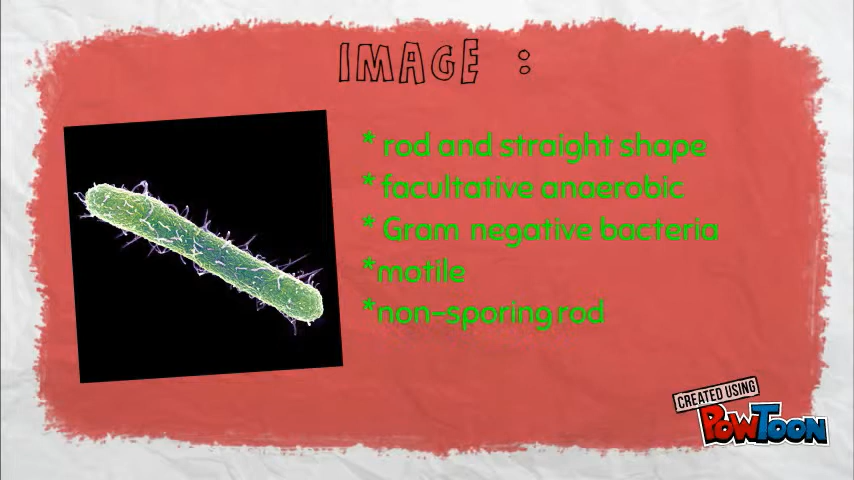 IMAGE :
* rod and straight shape
* facultative anaerobic
* Gram negative bacteria
*motile
*non-sporing rod
CREATED USING
POWTOON